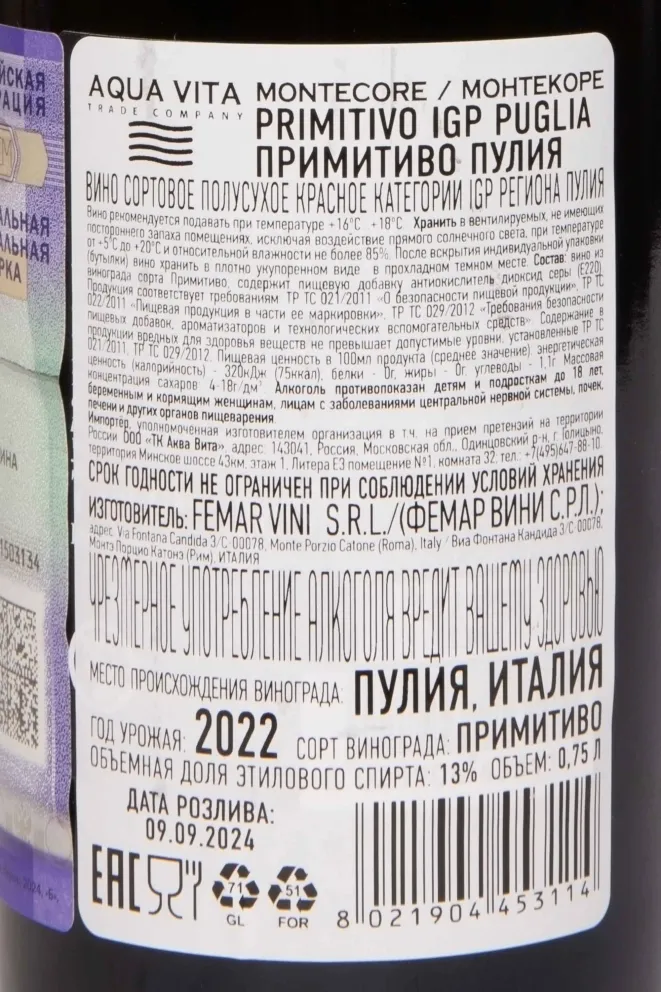 ЙСКАЯ
РАЦИЯ
АЛЬНАЯ
АЛЬНАЯ
РКА
ИНА
1503134
AQUA VITA
TRADE COMPANY
MONTECORE / МОНТЕКОРЕ
PRIMITIVO IGP PUGLIA
ПРИМИТИВО ПУЛИЯ
ВИНО СОРТОВОЕ ПОЛУСУХОЕ КРАСНОЕ КАТЕГОРИИ IGP РЕГИОНА ПУЛИЯ
Вино рекомендуется подавать при температуре +16°C +18°C Хранить в вентилируемых, не имеющих
постороннего запаха помещениях, исключая воздействие прямого солнечного света, при температуре
от +5°C до +20°C и относительной влажности не более 85%. После вскрытия индивидуальной упаковки
(бутылки) вино хранить в плотно укупоренном виде в прохладном темном месте. Состав: вино из
винограда сорта Примитиво, содержит пищевую добавку антиокислитель диоксид серы (Е220).
Продукция соответствует требованиям ТР ТС 021/2011 «О безопасности пищевой продукции», ТР ТС
022/2011 «Пищевая продукция в части ее маркировки», ТР ТС 029/2012 «Требования безопасности
пищевых добавок, ароматизаторов и технологических вспомогательных средств». Содержание в
продукции вредных для здоровья веществ не превышает допустимые уровни, установленные ТР ТС
021/2011, ТР ТС 029/2012. Пищевая ценность в 100мл продукта (среднее значение): энергетическая
ценность (калорийность) - 320кДж (75ккал), белки - 0г, жиры - 0г, углеводы - 1,1г Массовая
концентрация сахаров: 4-18г/дм³ Алкоголь противопоказан детям и подросткам до 18 лет,
беременным и кормящим женщинам, лицам с заболеваниями центральной нервной системы, почек,
печени и других органов пищеварения.
Импортёр, уполномоченная изготовителем организация в т.ч. на прием претензий на территории
России ООО «ТК Аква Вита», адрес: 143041, Россия, Московская обл., Одинцовский р-н, г. Голицыно,
территория Минское шоссе 43км, этаж 1. Литера Е3 помещение №1, комната 32, тел.: +7(495)647-88-10.
СРОК ГОДНОСТИ НЕ ОГРАНИЧЕН ПРИ СОБЛЮДЕНИИ УСЛОВИЙ ХРАНЕНИЯ
ИЗГОТОВИТЕЛЬ: FEMAR VINI S.R.L./(ФЕМАР ВИНИ С.Р.Л.);
адрес: Via Fontana Candida 3/C-00078, Monte Porzio Catone (Roma), Italy / Виа Фонтана Кандида 3/С-00078,
Монтэ Порцио Катонэ (Рим), ИТАЛИЯ
ЧРЕЗМЕРНОЕ УПОТРЕБЛЕНИЕ АЛКОГОЛЯ ВРЕДИТ ВАШЕМУ ЗДОРОВЬЮ
МЕСТО ПРОИСХОЖДЕНИЯ ВИНОГРАДА: ПУЛИЯ, ИТАЛИЯ
ГОД УРОЖАЯ: 2022 СОРТ ВИНОГРАДА: ПРИМИТИВО
ОБЪЕМНАЯ ДОЛЯ ЭТИЛОВОГО СПИРТА: 13% ОБЪЕМ: 0,75 Л
ДАТА РОЗЛИВА:
09.09.2024
EAC
71
GL
51
FOR
8 021904 453114